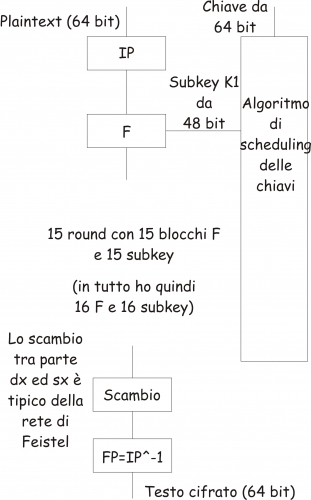 Plaintext (64 bit)
Chiave da
64 bit
IP
Subkey K1
da
48 bit
F
Algoritmo
di
scheduling
delle
chiavi
15 round con 15 blocchi F
e 15 subkey
(in tutto ho quindi
16 F e 16 subkey)
Lo scambio
tra parte
dx ed sx è
tipico della
rete di
Feistel
Scambio
FP=IP^-1
Testo cifrato (64 bit)